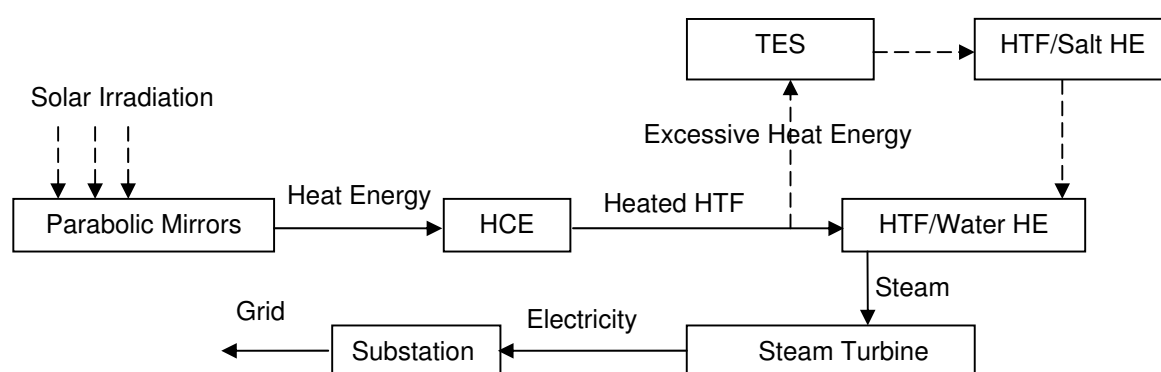 TES
HTF/Salt HE
Solar Irradiation
Excessive Heat Energy
Heat Energy
Heated HTF
Parabolic Mirrors
HCE
HTF/Water HE
Steam
Grid
Electricity
Substation
Steam Turbine